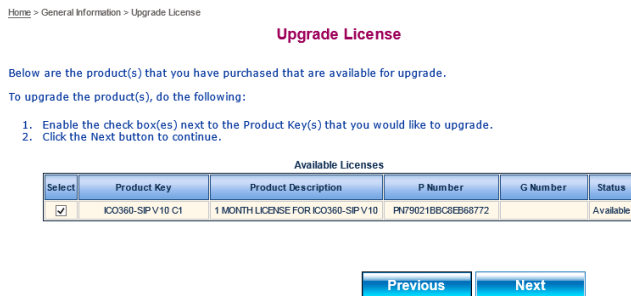 Home > General Information > Upgrade License
Upgrade License
Below are the product(s) that you have purchased that are available for upgrade.
To upgrade the product(s), do the following:
1. Enable the check box(es) next to the Product Key(s) that you would like to upgrade.
2. Click the Next button to continue.
Available Licenses
Select Product Key Product Description P Number G Number Status
ICO360-SIP V10 C1 1 MONTH LICENSE FOR ICO360-SIP V10 PN79021BBC8EB68772 Available
Previous Next